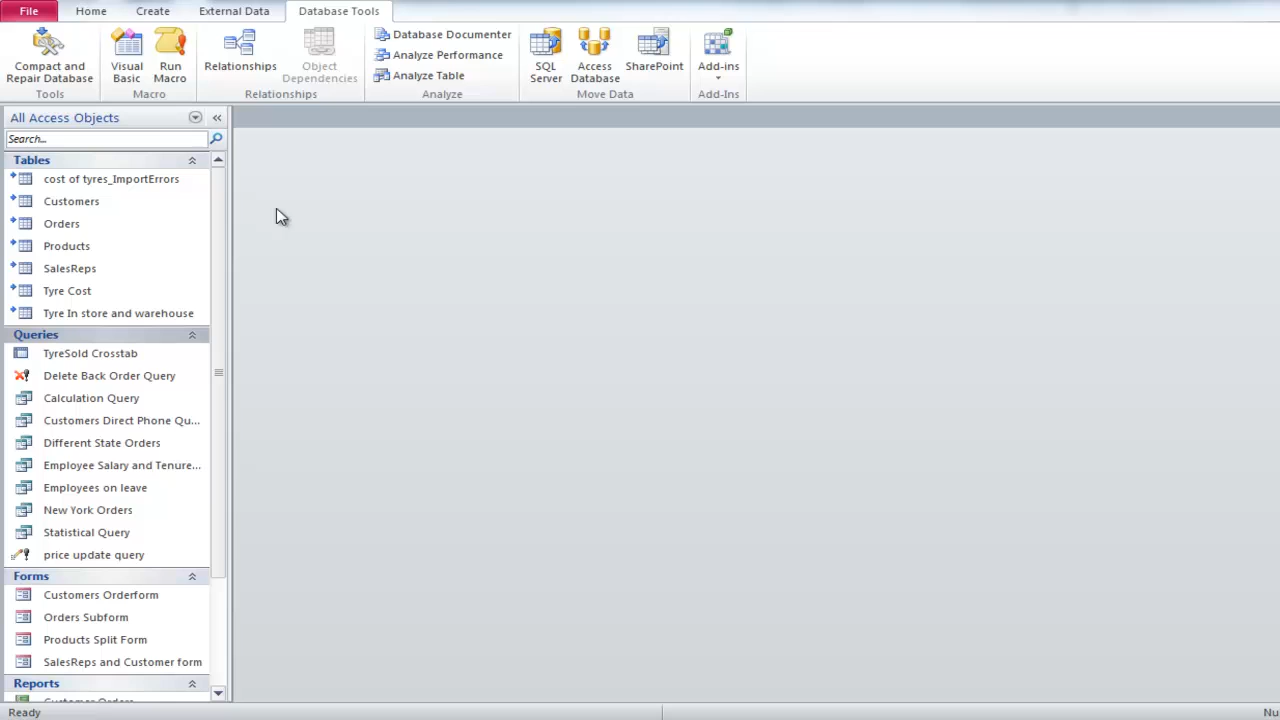 File Home Create External Data Database Tools
Compact and Repair Database
Visual Basic
Run Macro
Relationships
Object Dependencies
Database Documenter
Analyze Performance
Analyze Table
SQL Server
Access Database
SharePoint
Add-ins
Tools Macro Relationships Analyze Move Data Add-Ins
All Access Objects
Search...
Tables
cost of tyres_ImportErrors
Customers
Orders
Products
SalesReps
Tyre Cost
Tyre In store and warehouse
Queries
TyreSold Crosstab
Delete Back Order Query
Calculation Query
Customers Direct Phone Qu...
Different State Orders
Employee Salary and Tenure...
Employees on leave
New York Orders
Statistical Query
price update query
Forms
Customers Orderform
Orders Subform
Products Split Form
SalesReps and Customer form
Reports
Customer Orders
Ready Nu